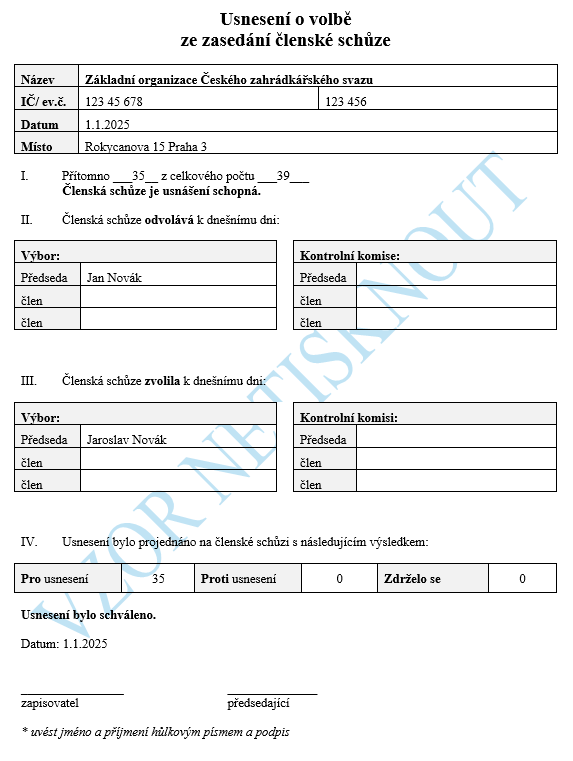 Usnesení o volbě
ze zasedání členské schůze
Název Základní organizace Českého zahrádkářského svazu
IČ/ ev.č. 123 45 678 123 456
Datum 1.1.2025
Místo Rokycanova 15 Praha 3
I. Přítomno ___35__ z celkového počtu ___39___
Členská schůze je usnášení schopná.
II. Členská schůze odvolává k dnešnímu dni:
Výbor: Kontrolní komise:
Předseda Jan Novák Předseda
člen člen
člen člen
III. Členská schůze zvolila k dnešnímu dni:
Výbor: Kontrolní komisi:
Předseda Jaroslav Novák Předseda
člen člen
člen člen
IV. Usnesení bylo projednáno na členské schůzi s následujícím výsledkem:
Pro usnesení 35 Proti usnesení 0 Zdrželo se 0
Usnesení bylo schváleno.
Datum: 1.1.2025
zapisovatel předsedající
* uvést jméno a příjmení hůlkovým písmem a podpis
VZOR NETISKNOUT